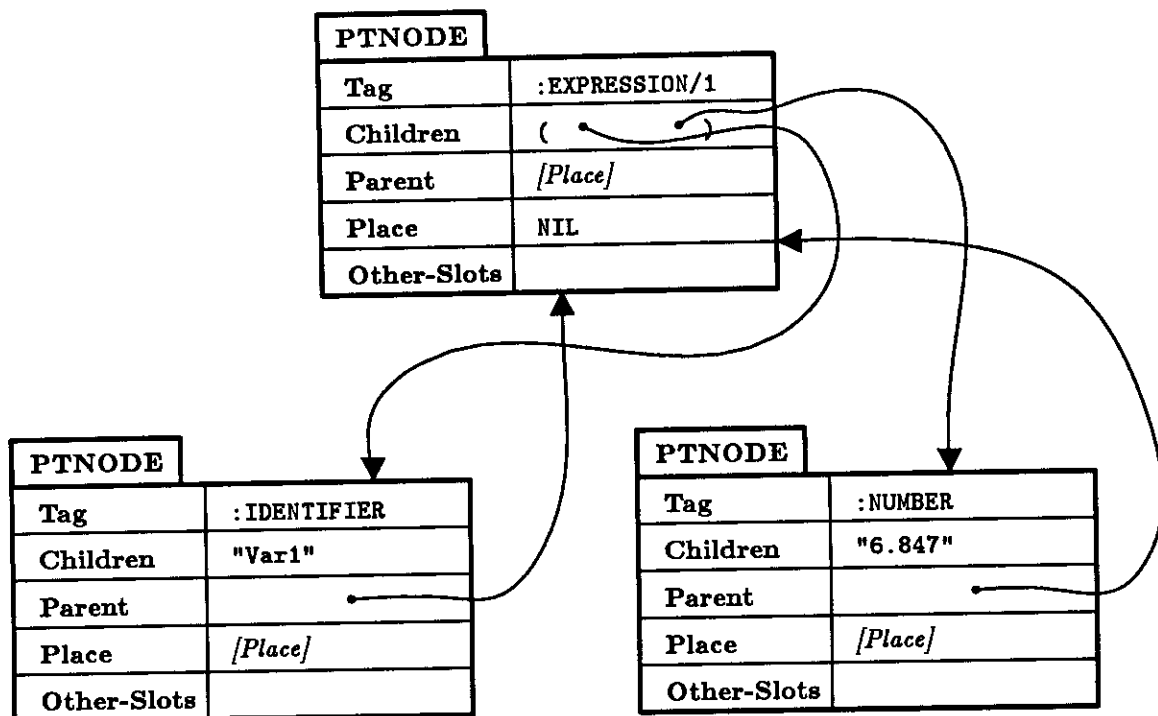 PTNODE
Tag :EXPRESSION/1
Children ( )
Parent [Place]
Place NIL
Other-Slots
PTNODE
Tag :IDENTIFIER
Children "Var1"
Parent
Place [Place]
Other-Slots
PTNODE
Tag :NUMBER
Children "6.847"
Parent
Place [Place]
Other-Slots